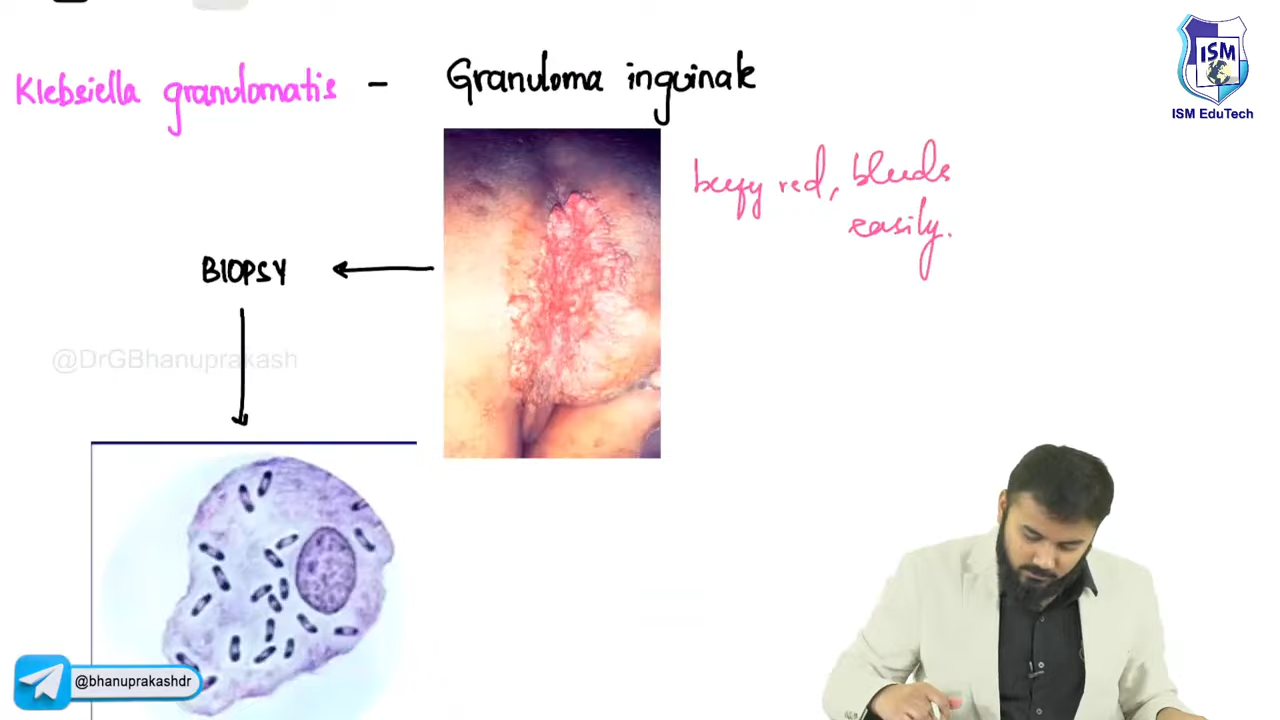 Klebsiella granulomatis - Granuloma inguinale
beefy red, bleeds
easily.
BIOPSY
@DrGBhanuprakash
@bhanuprakashdr
ISM
ISM EduTech